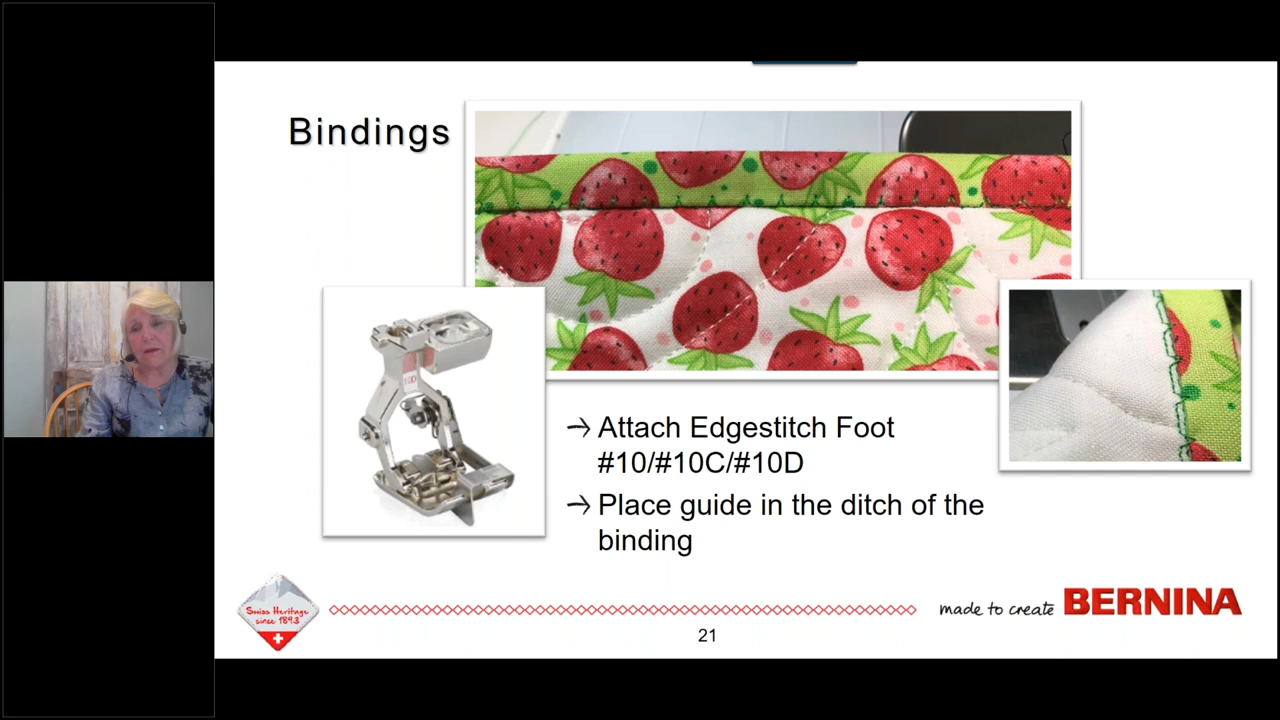 Bindings
10D
→ Attach Edgestitch Foot
#10/#10C/#10D
→ Place guide in the ditch of the
binding
Swiss Heritage
since 1893
made to create BERNINA
21